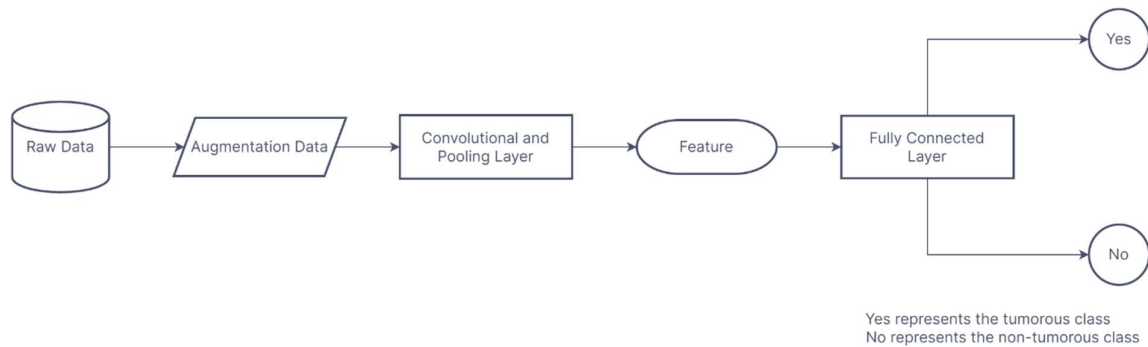 Yes
Raw Data
Augmentation Data
Convolutional and
Pooling Layer
Feature
Fully Connected
Layer
No
Yes represents the tumorous class
No represents the non-tumorous class